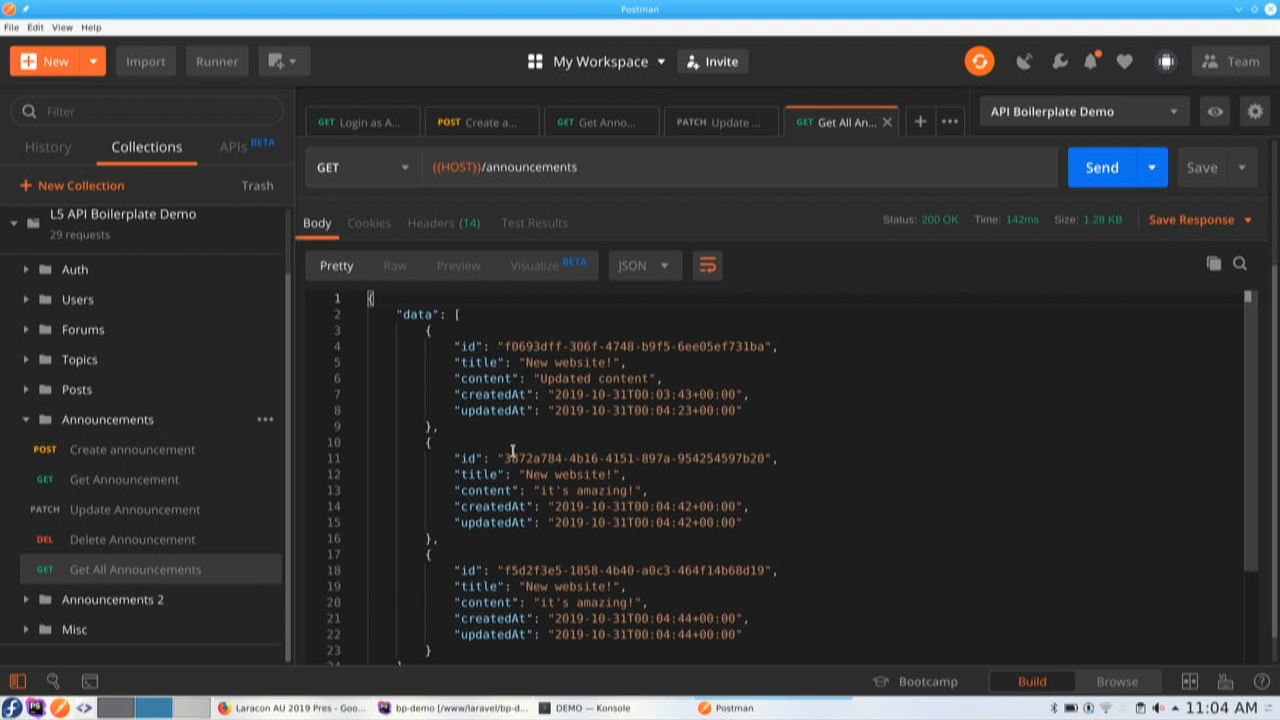 Postman
File Edit View Help
New
Import
Runner
My Workspace
Invite
Team
Filter
GET Login as A...
POST Create a...
GET Get Anno...
PATCH Update ...
GET Get All An...
API Boilerplate Demo
History
Collections
APIs BETA
GET
{{HOST}}/announcements
Send
Save
+ New Collection
Trash
L5 API Boilerplate Demo
29 requests
Body
Cookies
Headers (14)
Test Results
Status: 200 OK
Time: 142ms
Size: 1.28 KB
Save Response
Pretty
Raw
Preview
Visualize BETA
JSON
Auth
Users
Forums
Topics
Posts
Announcements
POST Create announcement
GET Get Announcement
PATCH Update Announcement
DEL Delete Announcement
GET Get All Announcements
Announcements 2
Misc
1 {
2 "data": [
3 {
4 "id": "f0693dff-306f-4748-b9f5-6ee05ef731ba",
5 "title": "New website!",
6 "content": "Updated content",
7 "createdAt": "2019-10-31T00:03:43+00:00",
8 "updatedAt": "2019-10-31T00:04:23+00:00"
9 },
10 {
11 "id": "3872a784-4b16-4151-897a-954254597b20",
12 "title": "New website!",
13 "content": "it's amazing!",
14 "createdAt": "2019-10-31T00:04:42+00:00",
15 "updatedAt": "2019-10-31T00:04:42+00:00"
16 },
17 {
18 "id": "f5d2f3e5-1858-4b40-a0c3-464f14b68d19",
19 "title": "New website!",
20 "content": "it's amazing!",
21 "createdAt": "2019-10-31T00:04:44+00:00",
22 "updatedAt": "2019-10-31T00:04:44+00:00"
23 }
24 ]
Bootcamp
Build
Browse
Laracon AU 2019 Pres - Goo...
bp-demo [/www/laravel/bp-d...
DEMO — Konsole
Postman
11:04 AM